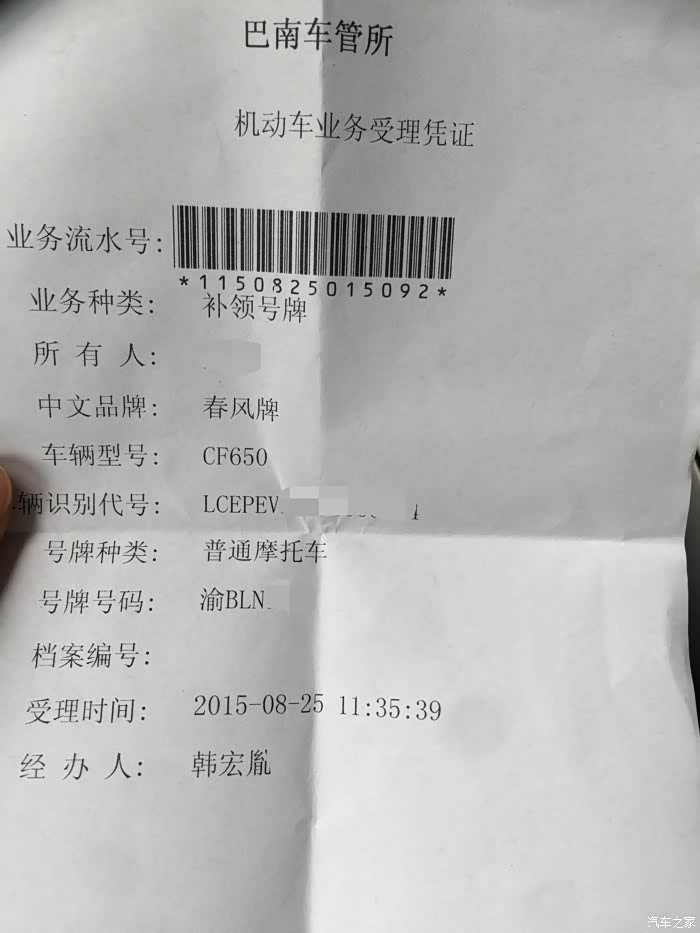 巴南车管所
机动车业务受理凭证
业务流水号:
*1150825015092*
业务种类: 补领号牌
所 有 人:
中文品牌: 春风牌
车辆型号: CF650
辆识别代号: LCEPEV
号牌种类: 普通摩托车
号牌号码: 渝BLN
档案编号:
受理时间: 2015-08-25 11:35:39
经 办 人: 韩宏胤
汽车之家